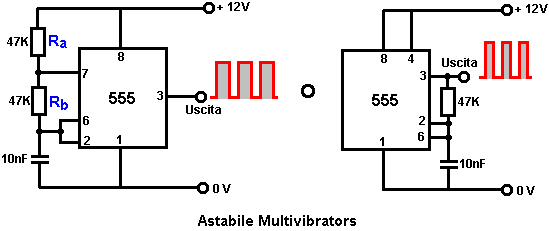 + 12V
47K
Ra
8
7
47K
Rb
555
3
Uscita
6
2
1
10nF
0 V
+ 12V
8
4
3
Uscita
555
47K
2
6
1
10nF
0 V
Astabile Multivibrators